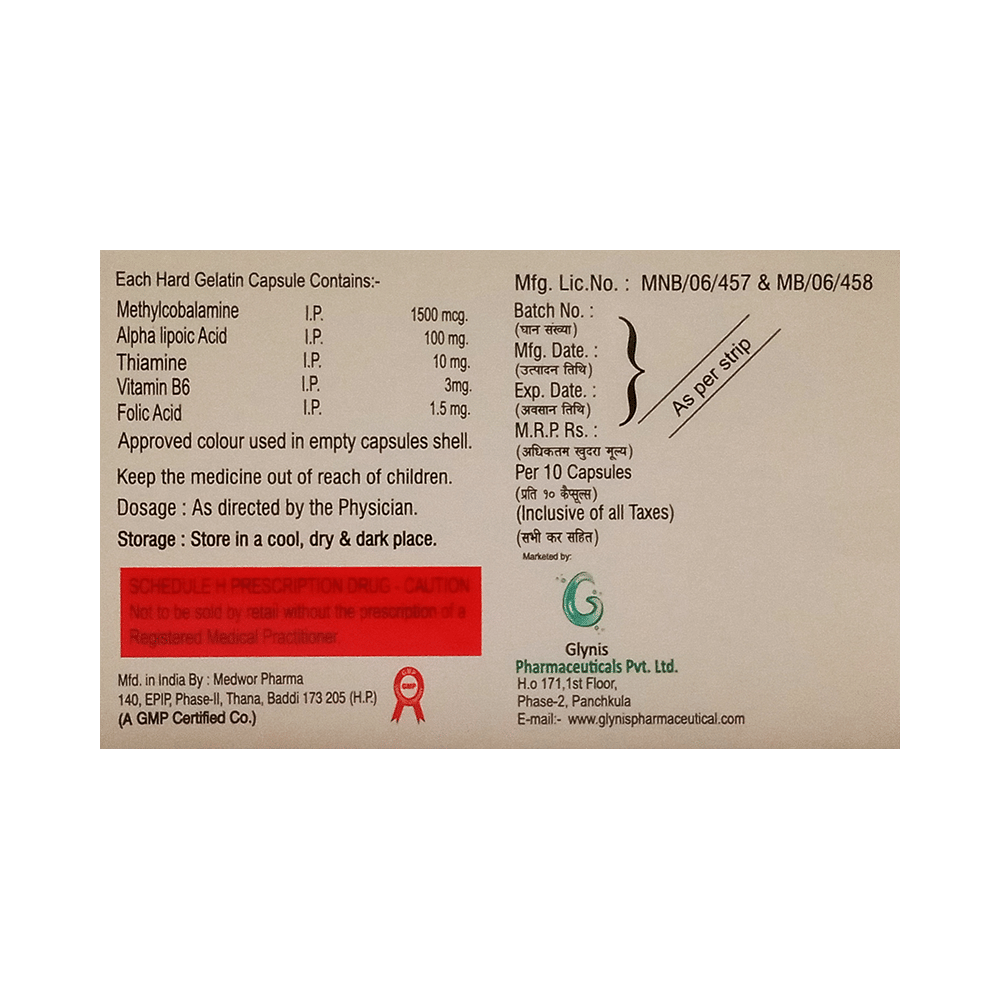 Each Hard Gelatin Capsule Contains:-
Methylcobalamine I.P. 1500 mcg.
Alpha lipoic Acid I.P. 100 mg.
Thiamine I.P. 10 mg.
Vitamin B6 I.P. 3mg.
Folic Acid I.P. 1.5 mg.
Approved colour used in empty capsules shell.
Keep the medicine out of reach of children.
Dosage : As directed by the Physician.
Storage : Store in a cool, dry & dark place.
SCHEDULE H PRESCRIPTION DRUG - CAUTION
Not to be sold by retail without the prescription of a
Registered Medical Practitioner.
Mfd. in India By : Medwor Pharma
140, EPIP, Phase-II, Thana, Baddi 173 205 (H.P.)
(A GMP Certified Co.)
GMP
Mfg. Lic.No. : MNB/06/457 & MB/06/458
Batch No. :
(घान संख्या)
Mfg. Date. :
(उत्पादन तिथि)
Exp. Date. :
(अवसान तिथि)
M.R.P. Rs. :
(अधिकतम खुदरा मूल्य)
As per strip
Per 10 Capsules
(प्रति १० कैप्सूल्स)
(Inclusive of all Taxes)
(सभी कर सहित)
Marketed by:
Glynis
Pharmaceuticals Pvt. Ltd.
H.o 171,1st Floor,
Phase-2, Panchkula
E-mail:- www.glynispharmaceutical.com